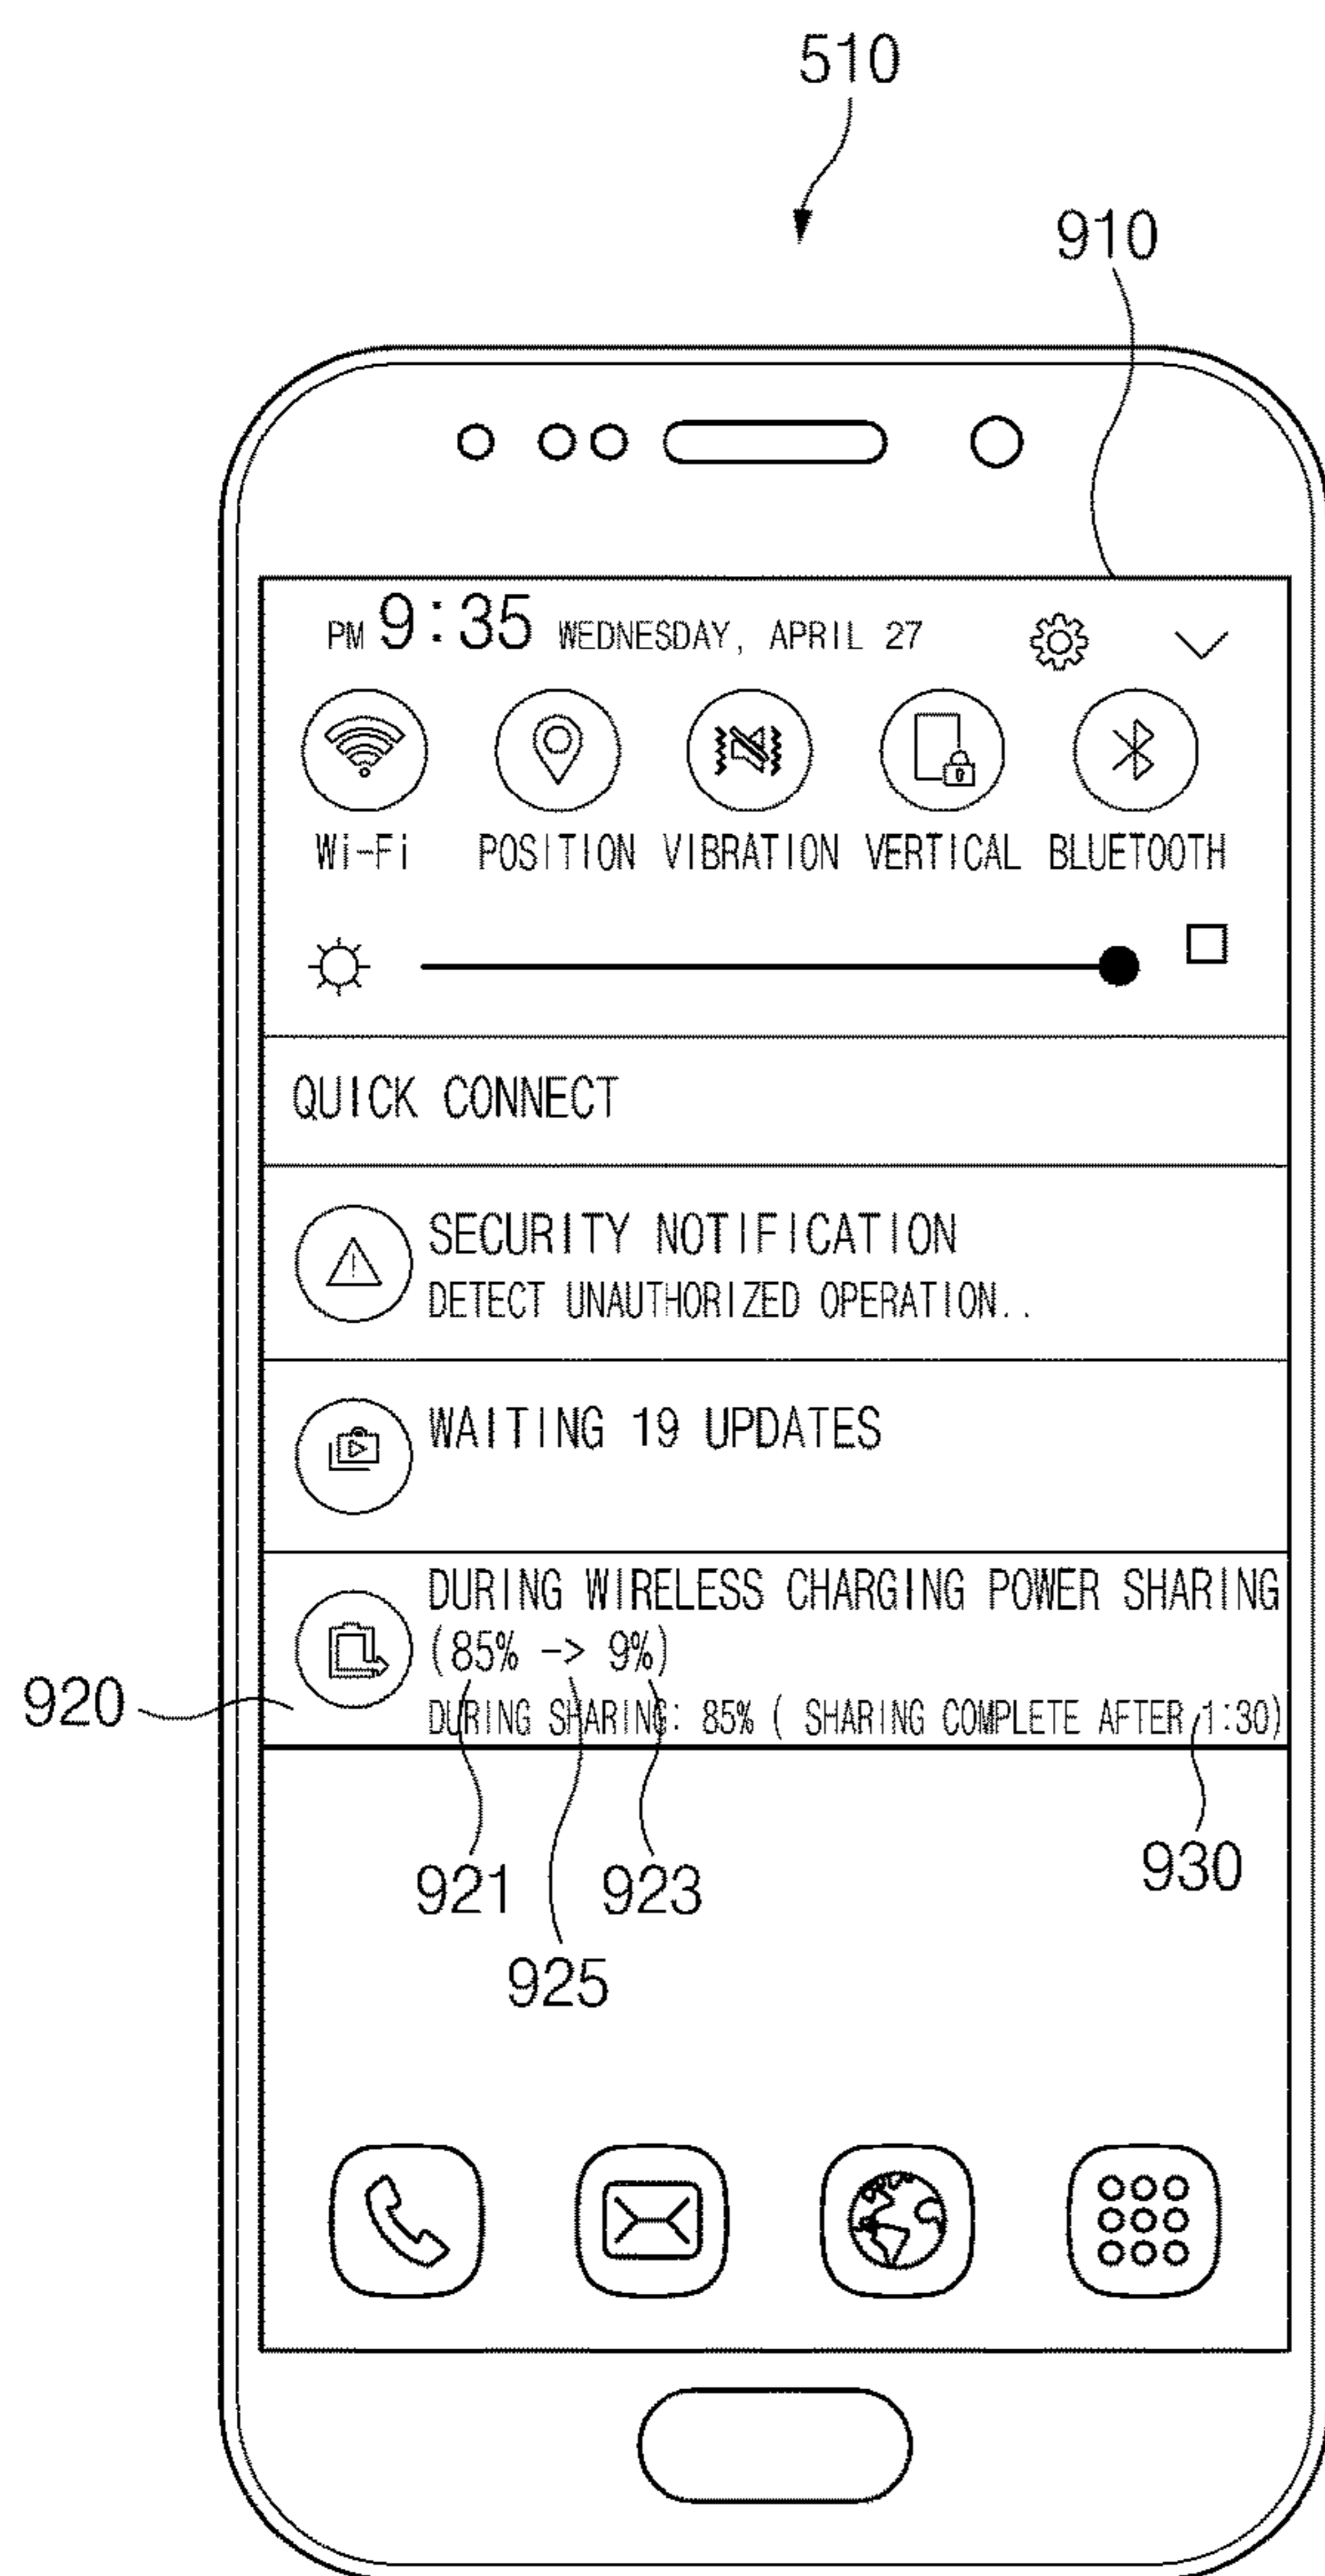 510
910
PM 9:35 WEDNESDAY, APRIL 27
Wi-Fi POSITION VIBRATION VERTICAL BLUETOOTH
QUICK CONNECT
SECURITY NOTIFICATION
DETECT UNAUTHORIZED OPERATION..
WAITING 19 UPDATES
DURING WIRELESS CHARGING POWER SHARING
(85% -> 9%)
920
DURING SHARING: 85% ( SHARING COMPLETE AFTER 1:30)
921 923 930
925